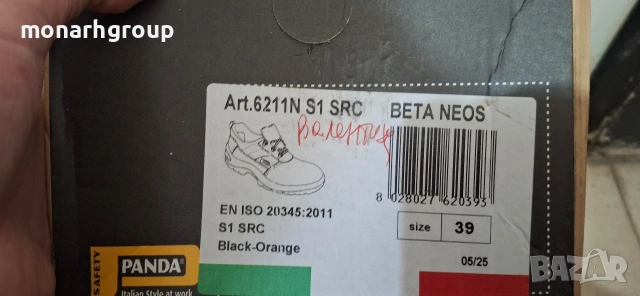 monarhgroup
Art.6211N S1 SRC BETA NEOS
Валентин
8 028027 620393
EN ISO 20345:2011
S1 SRC
Black-Orange
size 39
05/25
SAFETY
PANDA®
Italian Style at work
BAZAR